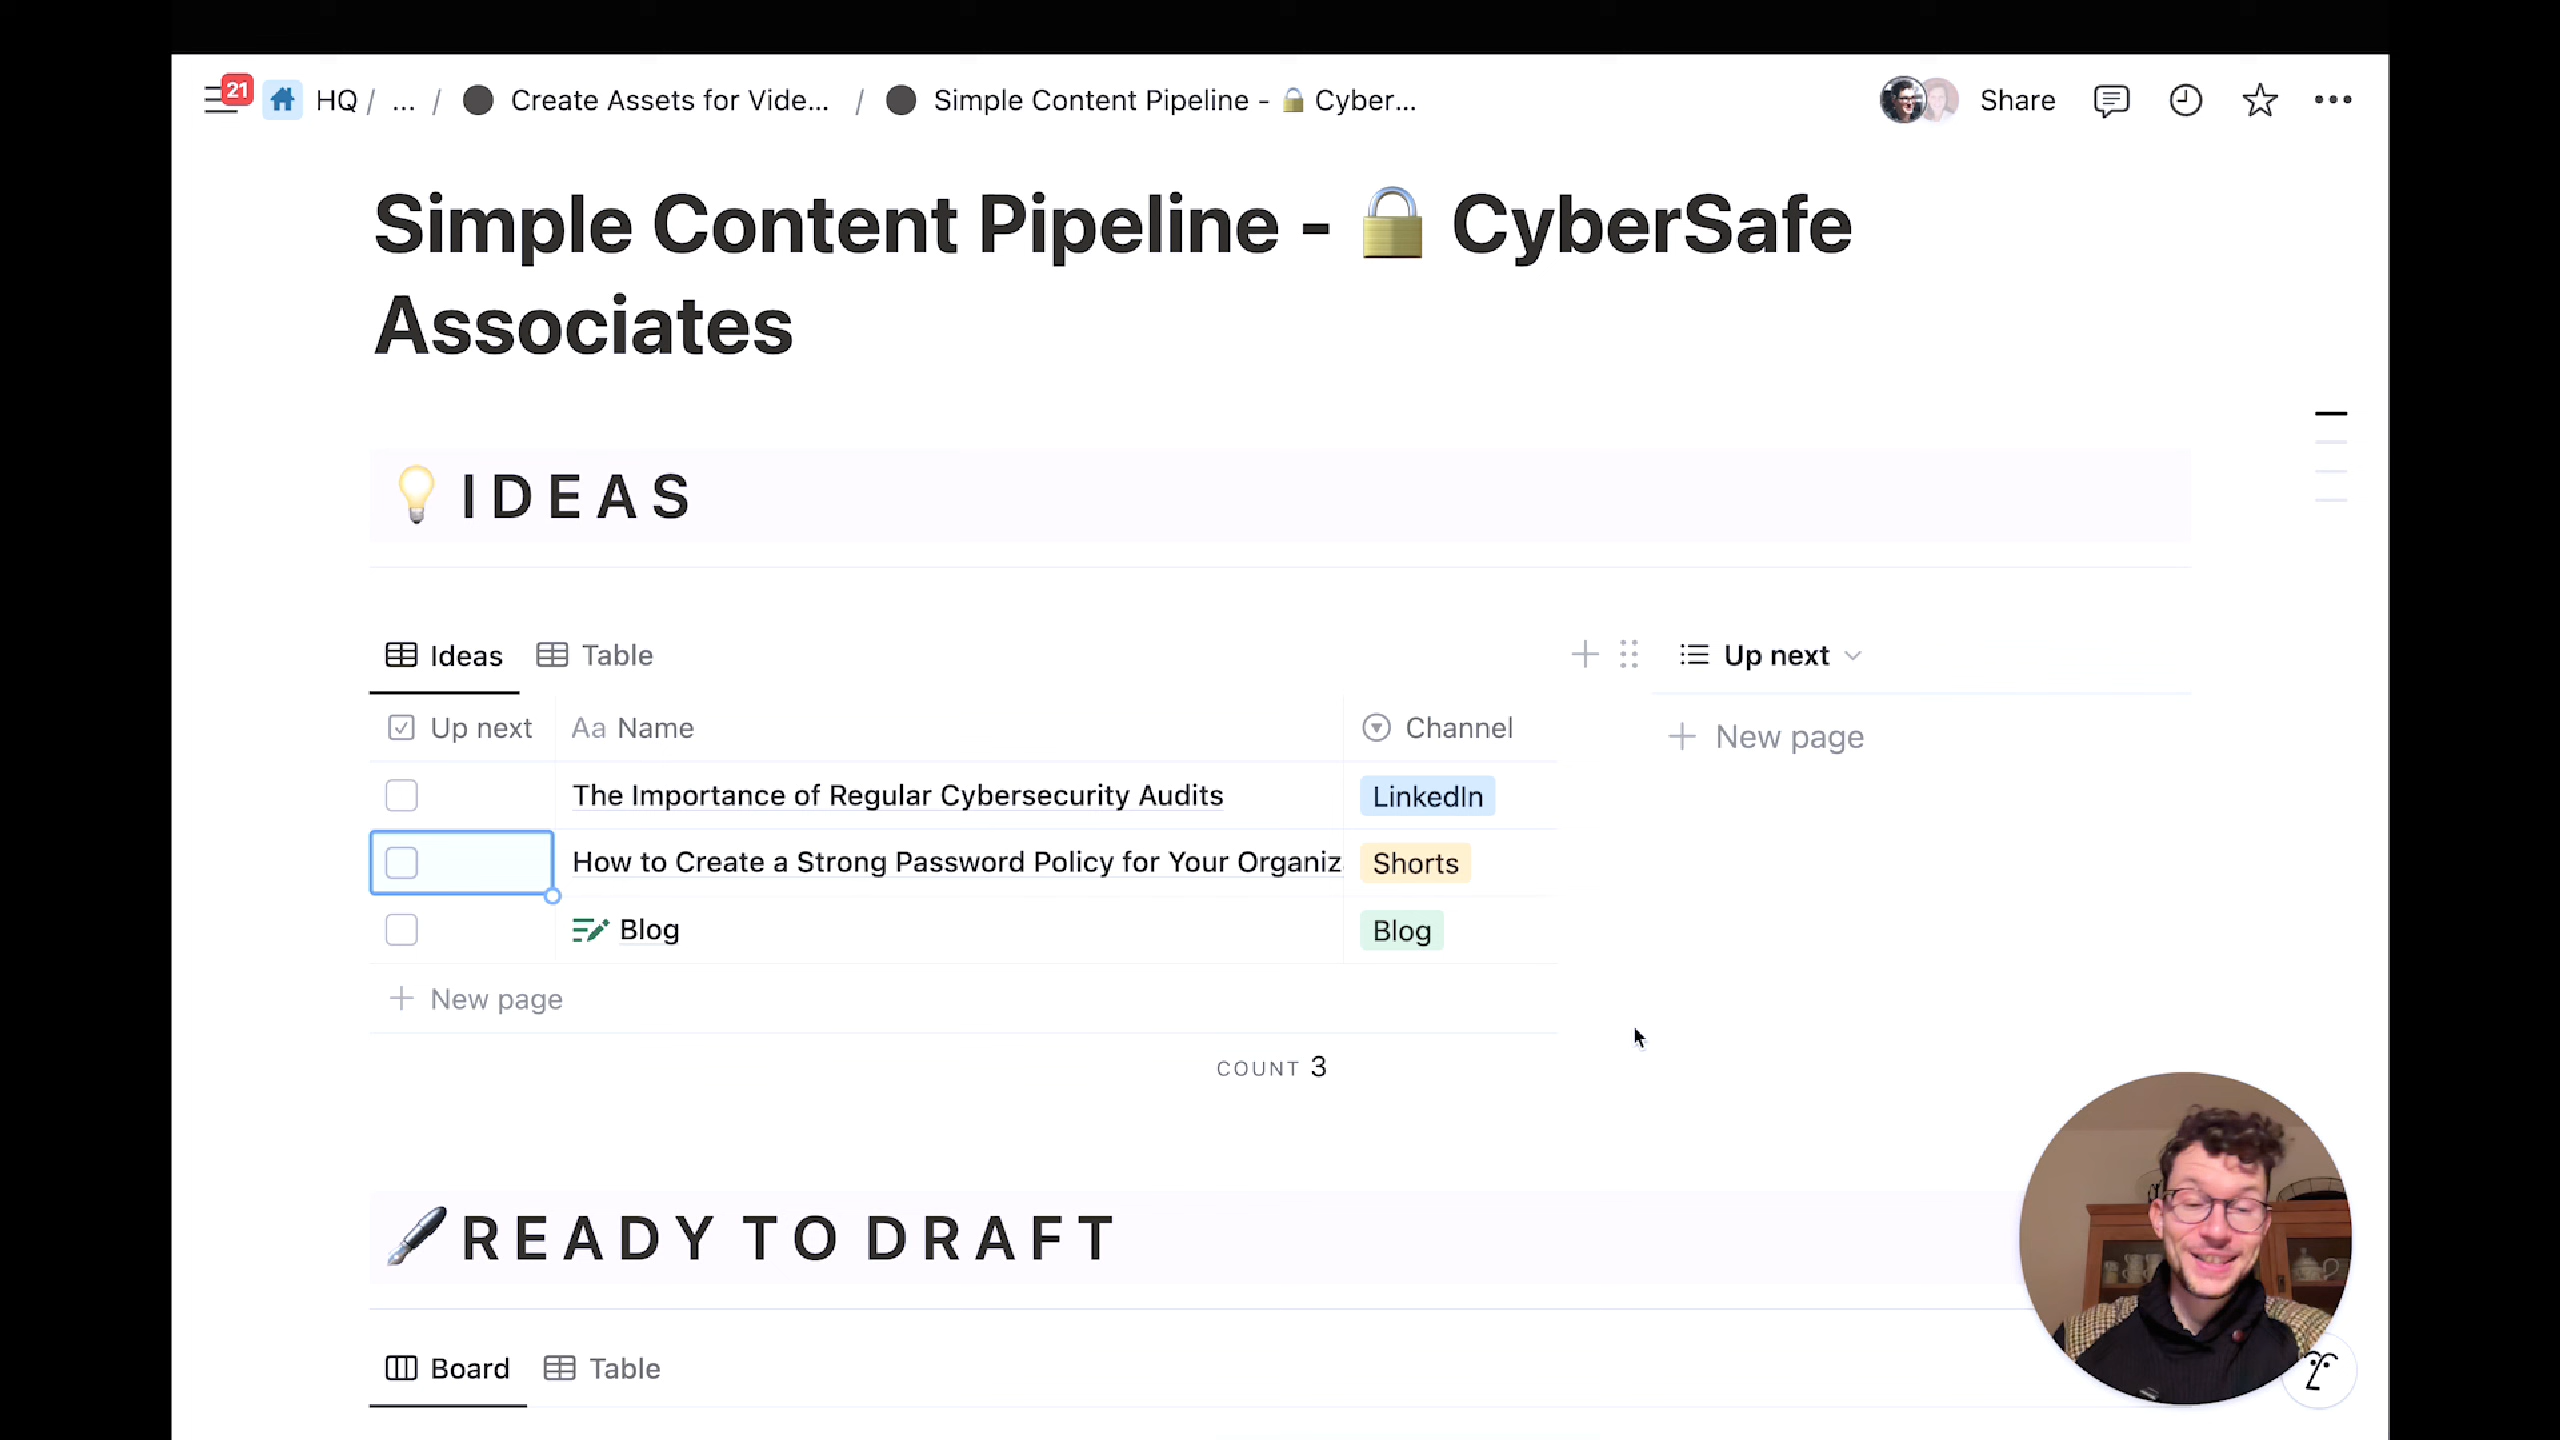 21
HQ / ... / Create Assets for Vide... / Simple Content Pipeline - 🔒 Cyber...
Share
Simple Content Pipeline - 🔒 CyberSafe
Associates
💡 IDEAS
Ideas Table
Up next
Up next Aa Name Channel
New page
The Importance of Regular Cybersecurity Audits LinkedIn
How to Create a Strong Password Policy for Your Organiz Shorts
Blog Blog
New page
COUNT 3
🖋️ READY TO DRAFT
Board Table